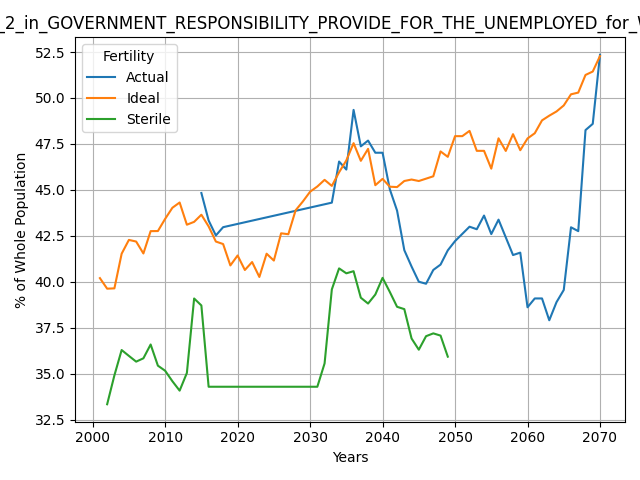 _2_in_GOVERNMENT_RESPONSIBILITY_PROVIDE_FOR_THE_UNEMPLOYED_for_
Fertility
Actual
Ideal
Sterile
% of Whole Population
52.5
50.0
47.5
45.0
42.5
40.0
37.5
35.0
32.5
2000 2010 2020 2030 2040 2050 2060 2070
Years